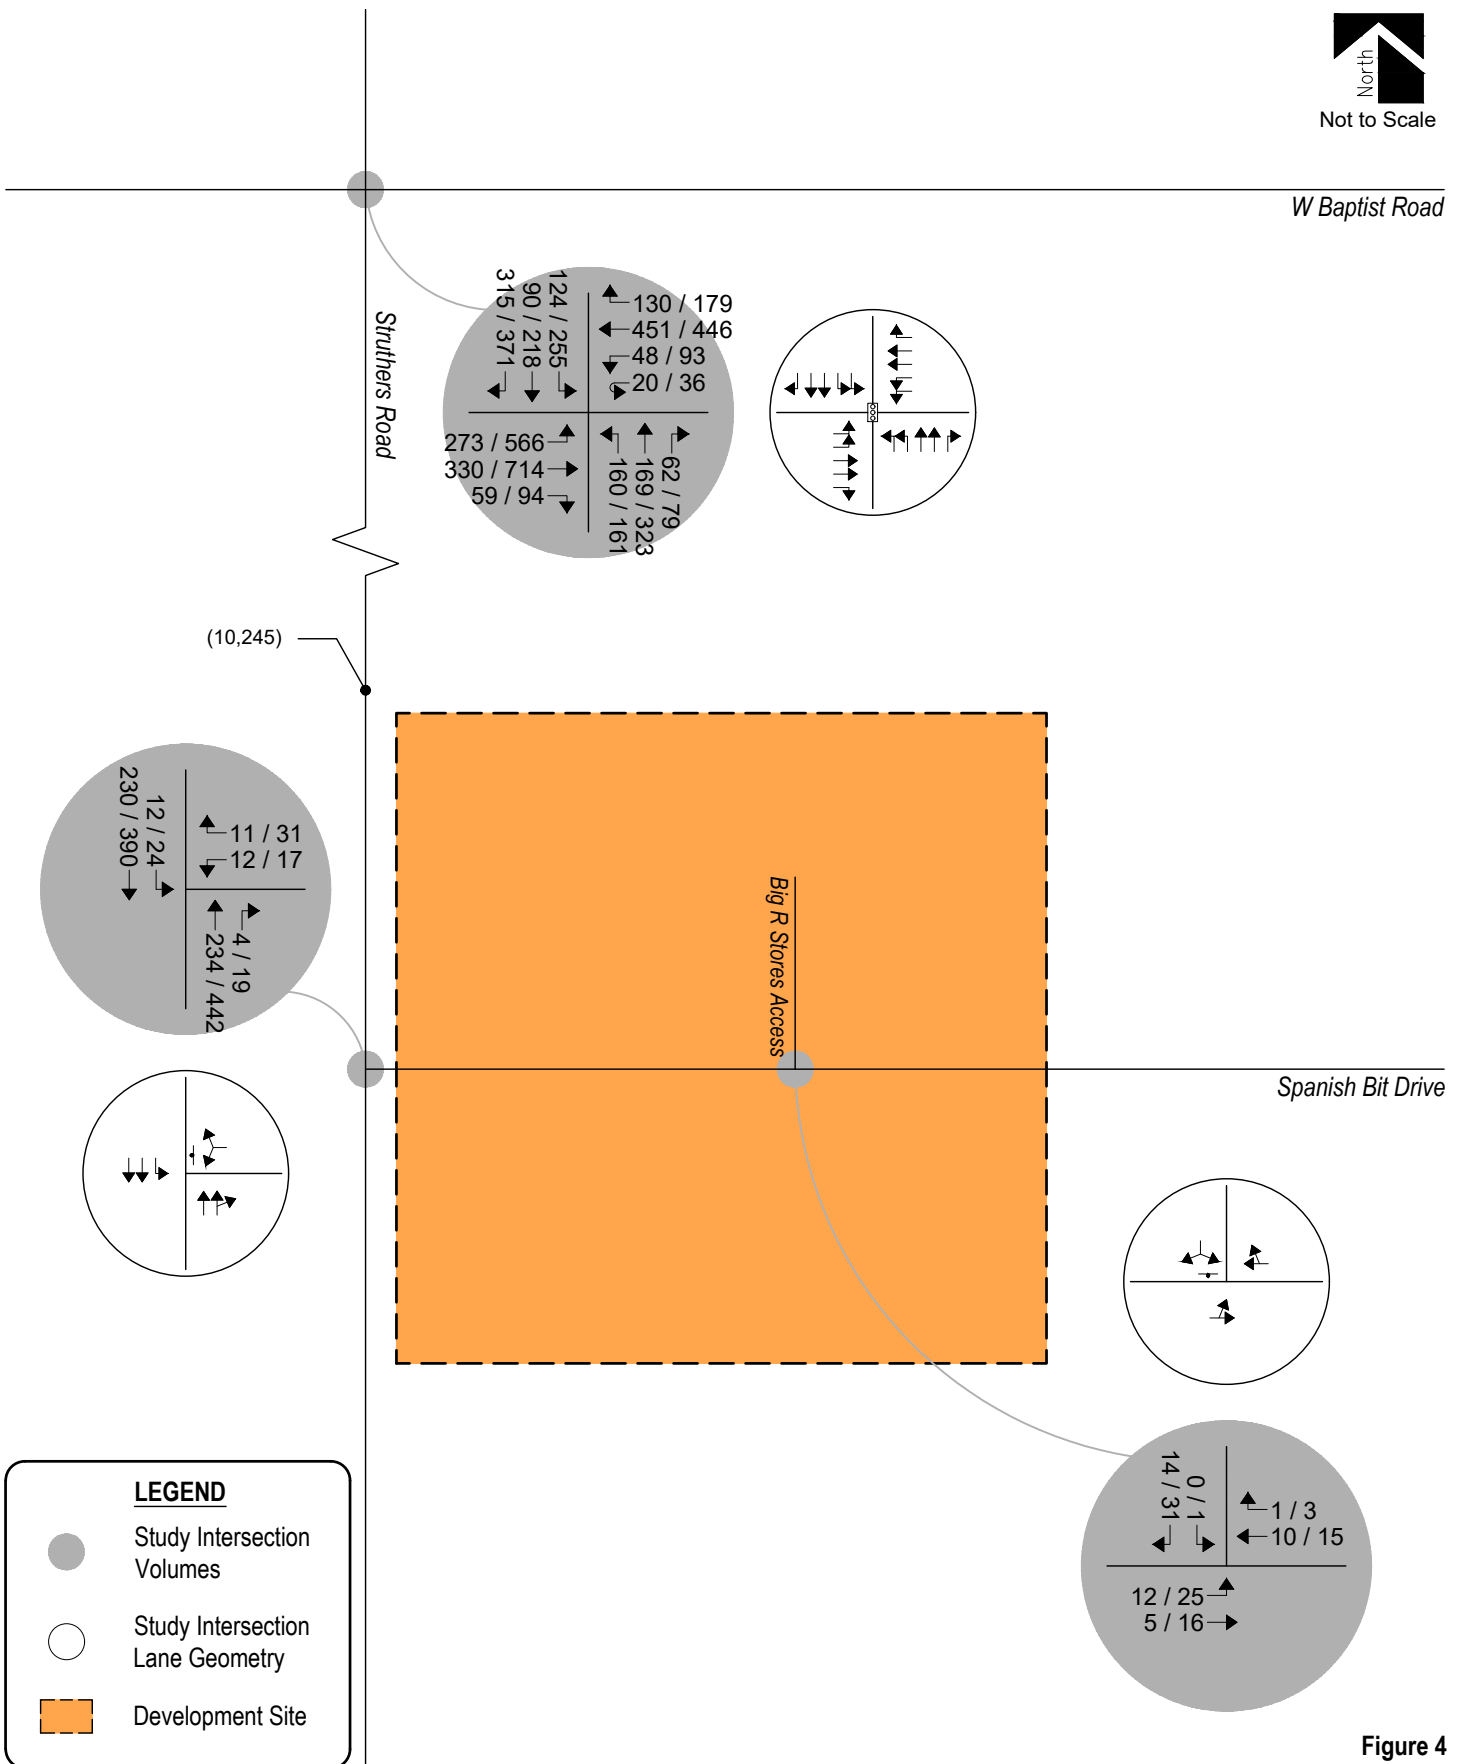 North
Not to Scale
W Baptist Road
Struthers Road
315 / 371
90 / 218
124 / 255
130 / 179
451 / 446
48 / 93
20 / 36
273 / 566
330 / 714
59 / 94
160 / 161
169 / 323
62 / 79
(10,245)
230 / 390
12 / 24
11 / 31
12 / 17
234 / 442
4 / 19
Big R Stores Access
Spanish Bit Drive
14 / 31
0 / 1
1 / 3
10 / 15
12 / 25
5 / 16
LEGEND
Study Intersection
Volumes
Study Intersection
Lane Geometry
Development Site
Figure 4